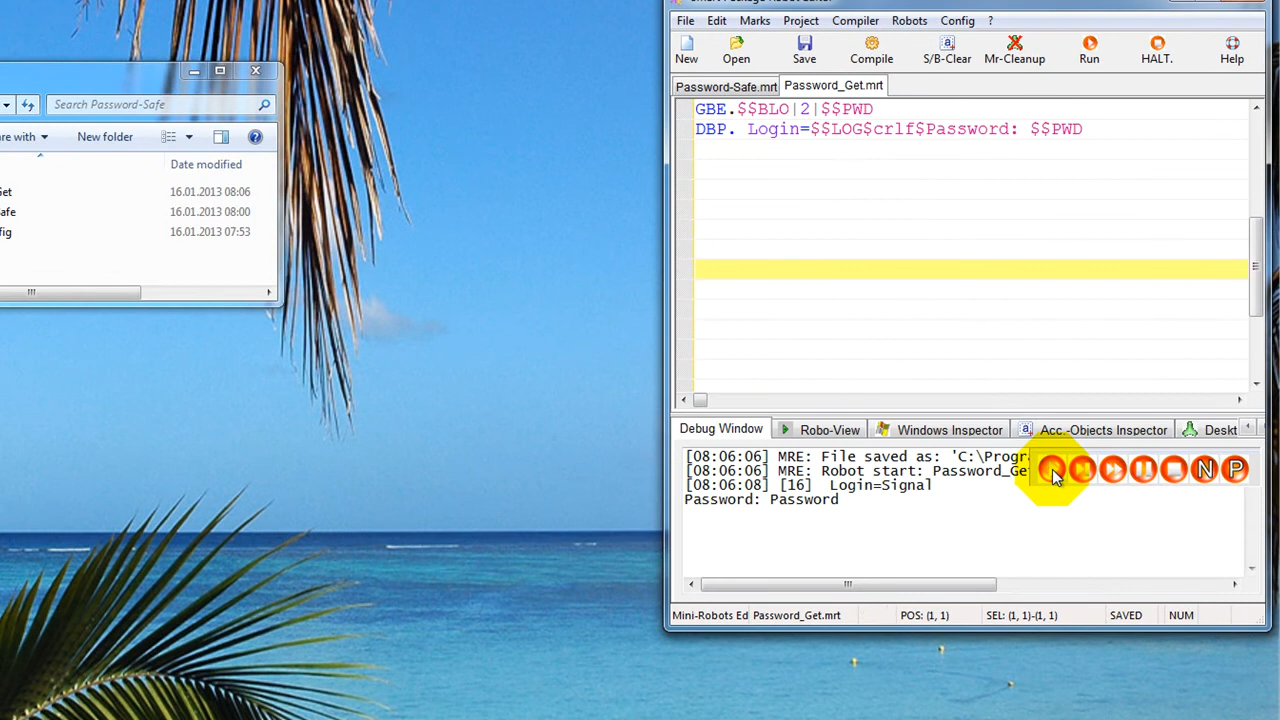 File Edit Marks Project Compiler Robots Config ?
New Open Save Compile S/B-Clear Mr-Cleanup Run HALT. Help
Password-Safe.mrt Password_Get.mrt
GBE.$$BLO|2|$$PWD
DBP. Login=$$LOG$crlf$Password: $$PWD
Debug Window Robo-View Windows Inspector Acc -Objects Inspector Deskt
[08:06:06] MRE: File saved as: 'C:\Progra
[08:06:06] MRE: Robot start: Password_Ge
[08:06:08] [16] Login=Signal
Password: Password
N P
Mini-Robots Ed Password_Get.mrt POS: (1, 1) SEL: (1, 1)-(1, 1) SAVED NUM
Search Password-Safe
are with New folder
Date modified
Get 16.01.2013 08:06
afe 16.01.2013 08:00
fig 16.01.2013 07:53